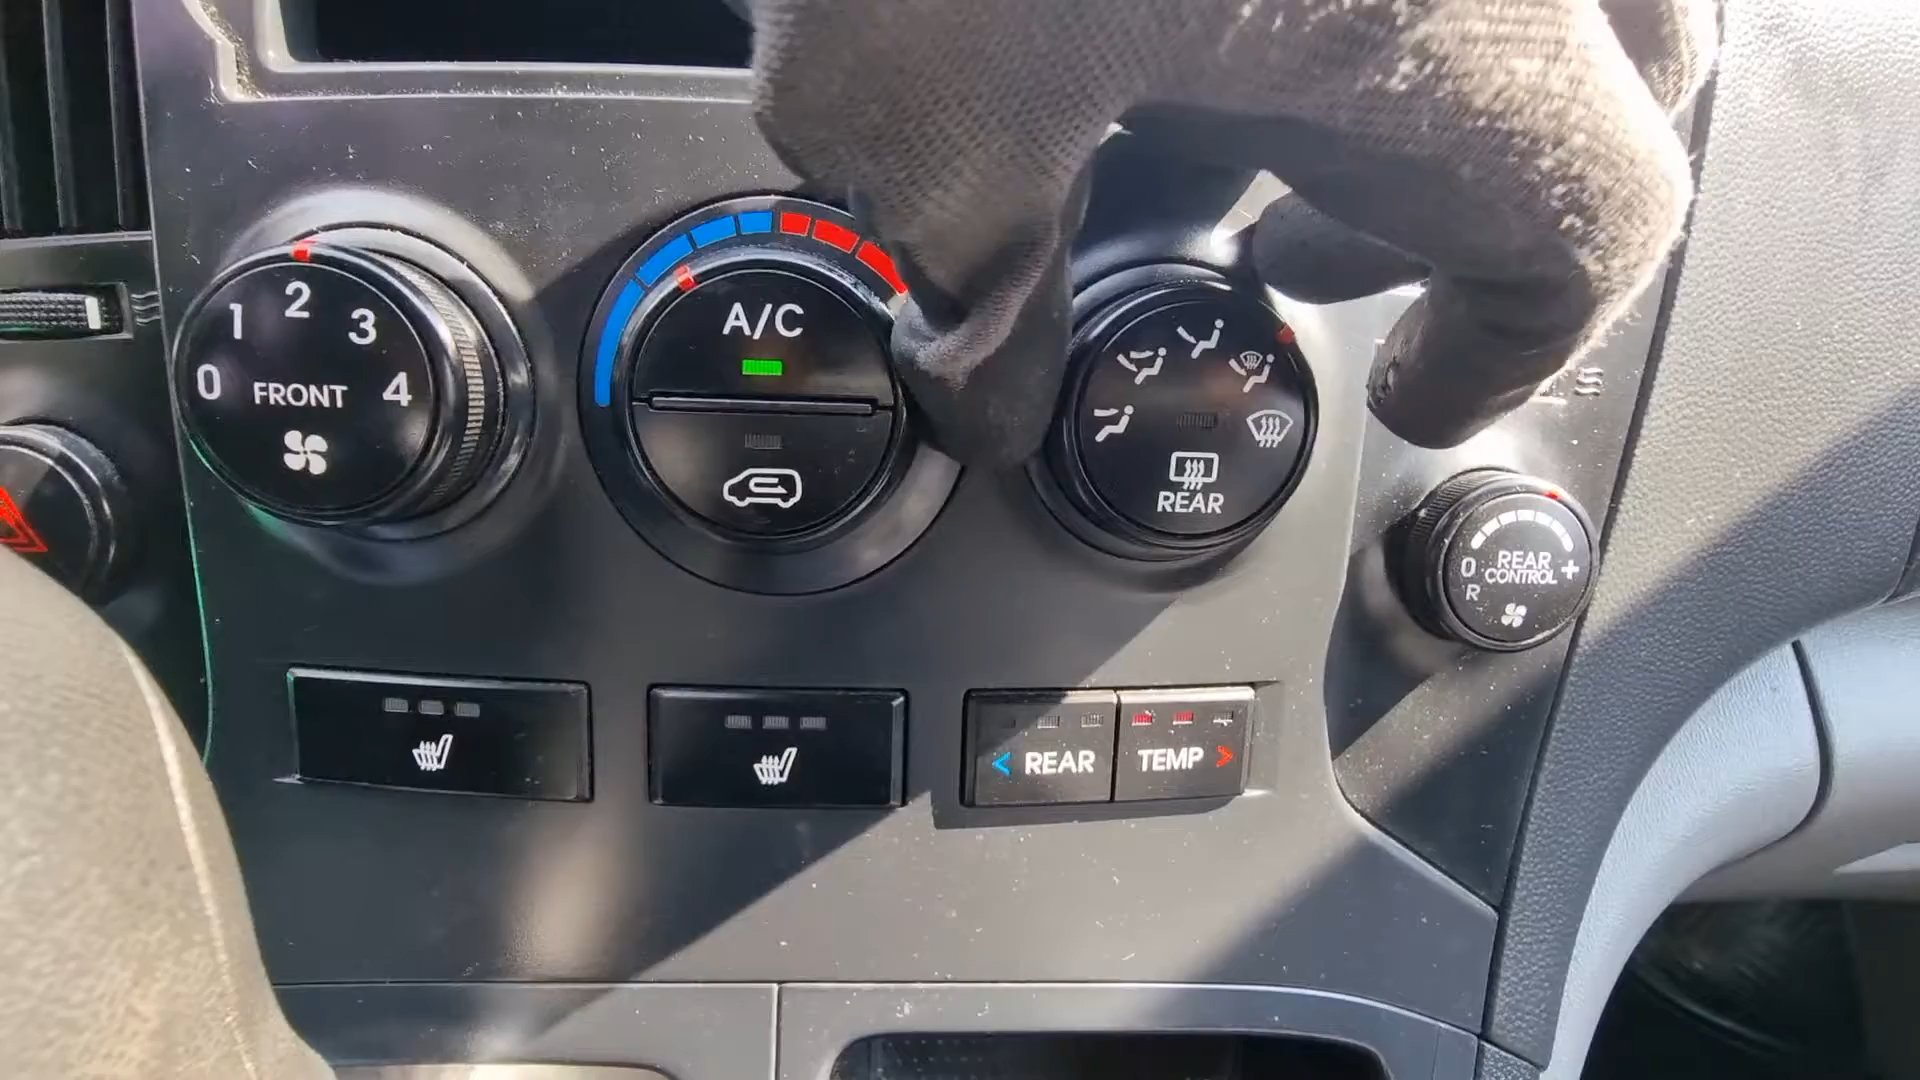 0 1 2 3 4
FRONT
A/C
REAR
0 REAR +
CONTROL
R
< REAR TEMP >